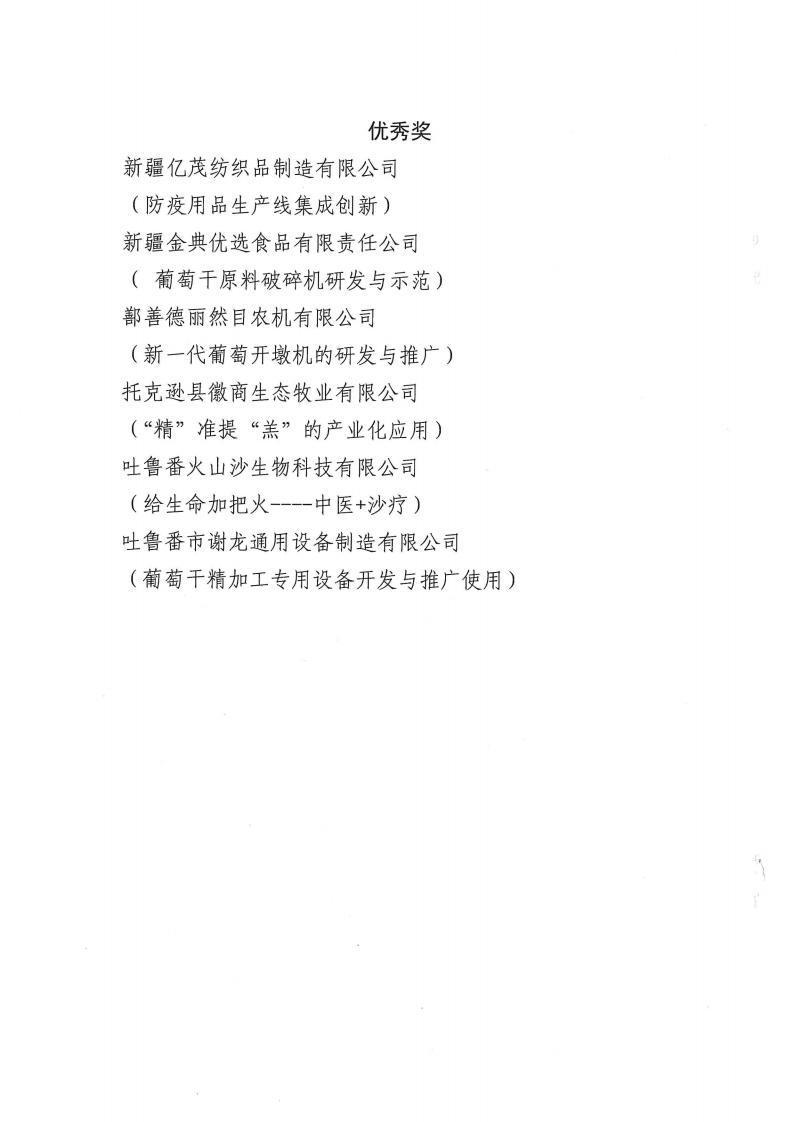 优秀奖
新疆亿茂纺织品制造有限公司
（防疫用品生产线集成创新）
新疆金典优选食品有限责任公司
（ 葡萄干原料破碎机研发与示范）
鄯善德丽然目农机有限公司
（新一代葡萄开墩机的研发与推广）
托克逊县徽商生态牧业有限公司
（“精”准提“羔”的产业化应用）
吐鲁番火山沙生物科技有限公司
（给生命加把火----中医+沙疗）
吐鲁番市谢龙通用设备制造有限公司
（葡萄干精加工专用设备开发与推广使用）